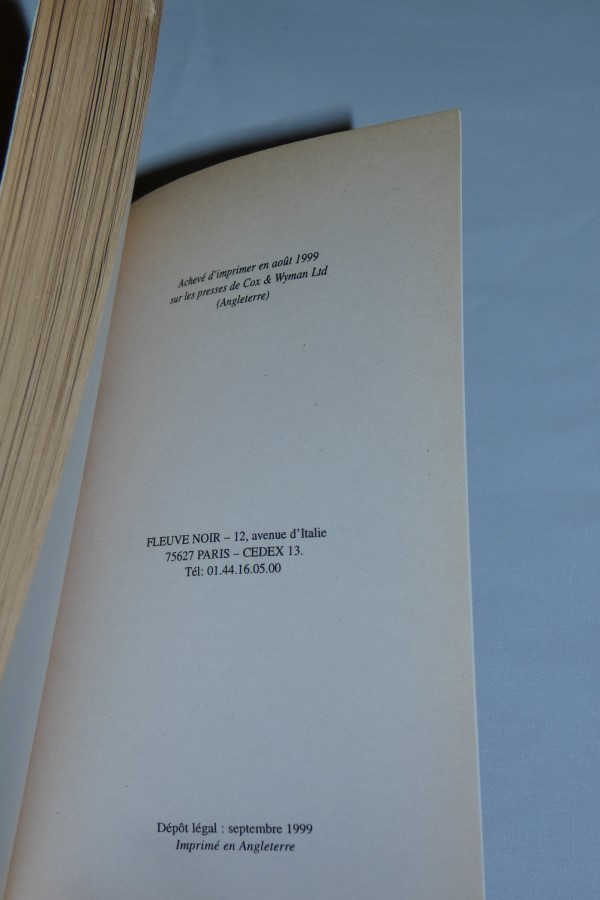 Achevé d'imprimer en août 1999
sur les presses de Cox & Wyman Ltd
(Angleterre)
FLEUVE NOIR – 12, avenue d'Italie
75627 PARIS – CEDEX 13.
Tél: 01.44.16.05.00
Dépôt légal : septembre 1999
Imprimé en Angleterre